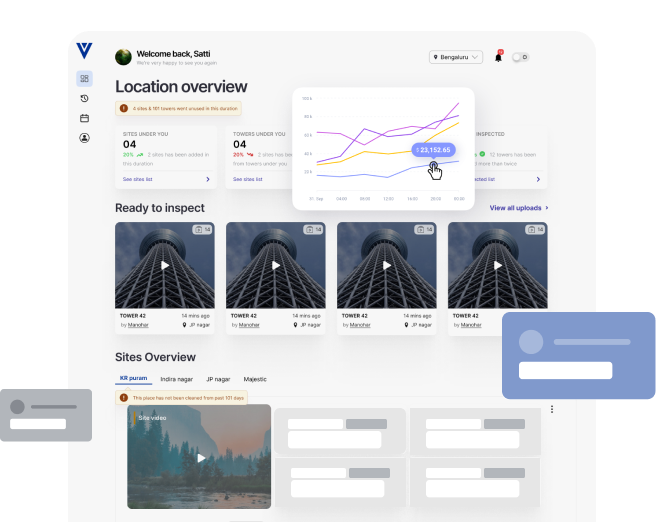 Welcome back, Satti
We're very happy to see you again
Bengaluru
Location overview
4 sites & 101 towers went unused in this duration
SITES UNDER YOU
04
20% 2 sites has been added in
this duration
See sites list
TOWERS UNDER YOU
04
20% 2 sites has
from towers under you
See sites list
INSPECTED
12 towers has been
more than twice
list
100 k
80 k
60 k
40 k
20 k
$ 23,152.65
01 Sep 04:00 08:00 12:00 16:00 20:00 00:00
Ready to inspect
View all uploads
14
14
14
14
TOWER 42 14 mins ago
by Manohar JP nagar
TOWER 42 14 mins ago
by Manohar JP nagar
TOWER 42 14 mins ago
by Manohar JP nagar
TOWER 42 14 mins ago
by Manohar
Sites Overview
KR puram Indira nagar JP nagar Majestic
This place has not been cleaned from past 101 days
Site video